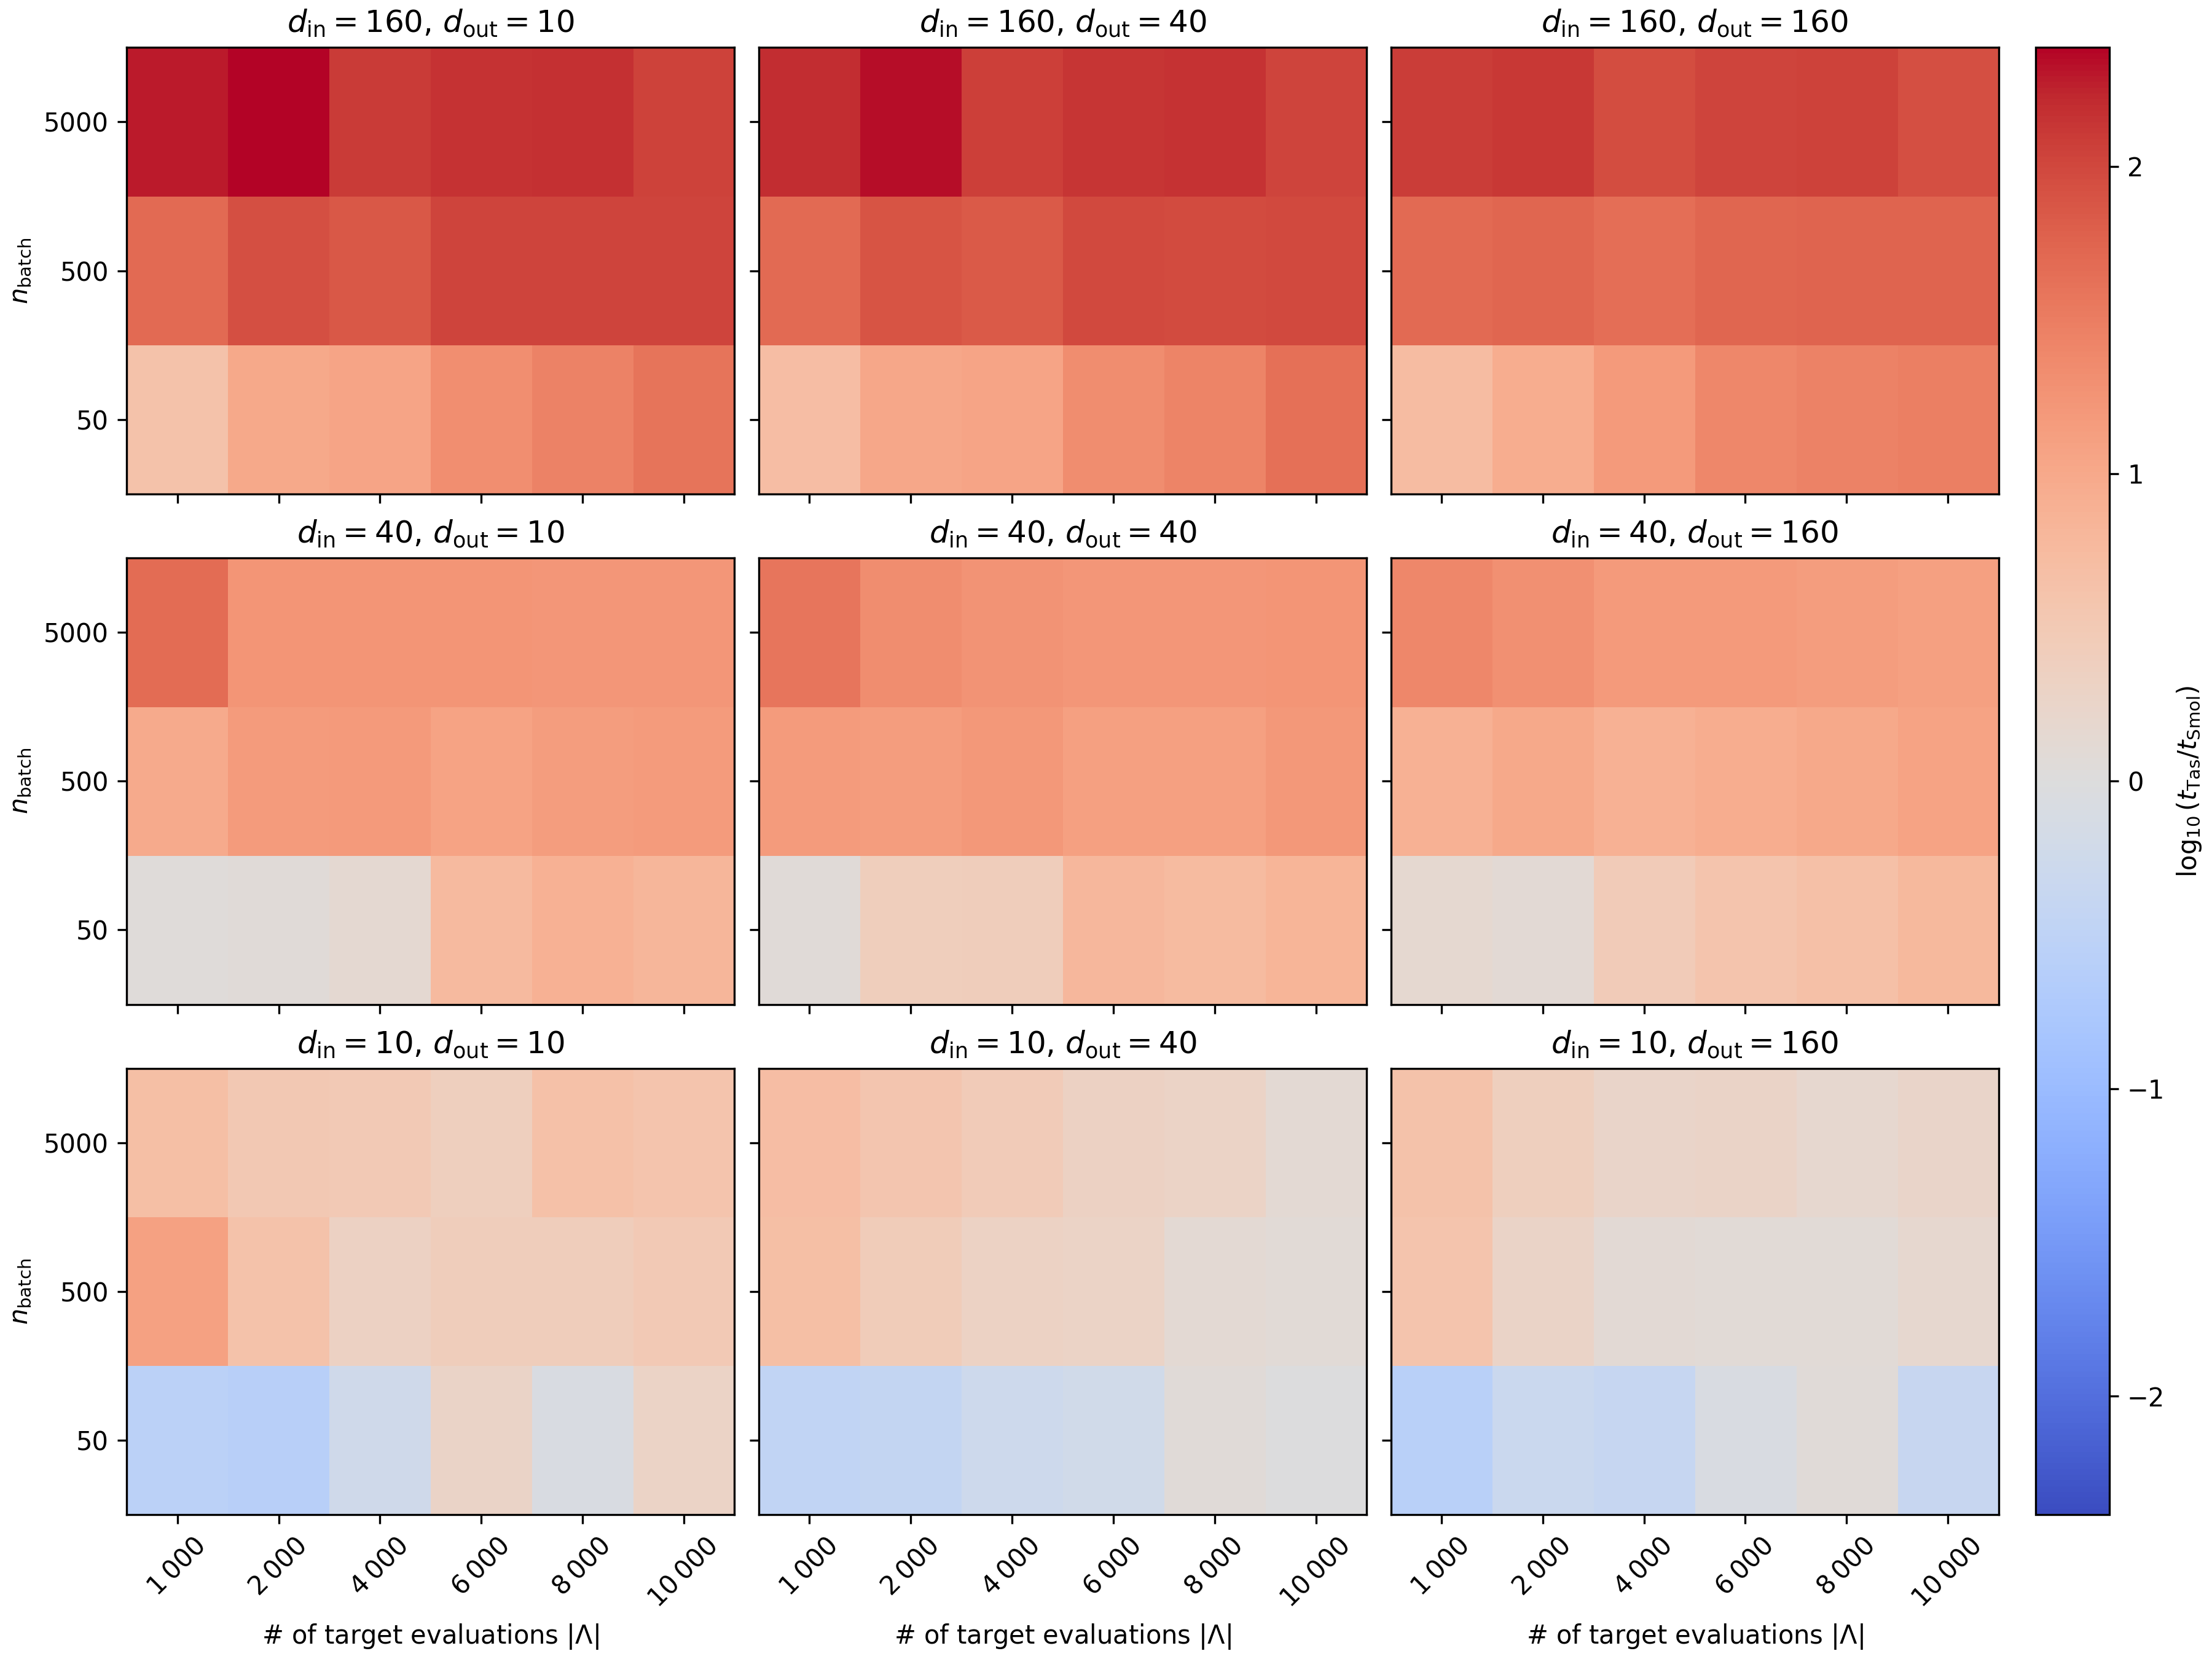 d_in = 160, d_out = 10
d_in = 160, d_out = 40
d_in = 160, d_out = 160
n_batch
5000
500
50
d_in = 40, d_out = 10
d_in = 40, d_out = 40
d_in = 40, d_out = 160
n_batch
5000
500
50
d_in = 10, d_out = 10
d_in = 10, d_out = 40
d_in = 10, d_out = 160
n_batch
5000
500
50
1 000 2 000 4 000 6 000 8 000 10 000
1 000 2 000 4 000 6 000 8 000 10 000
1 000 2 000 4 000 6 000 8 000 10 000
# of target evaluations |Λ|
# of target evaluations |Λ|
# of target evaluations |Λ|
2
1
0
−1
−2
log₁₀ (t_Tas/t_Smol)